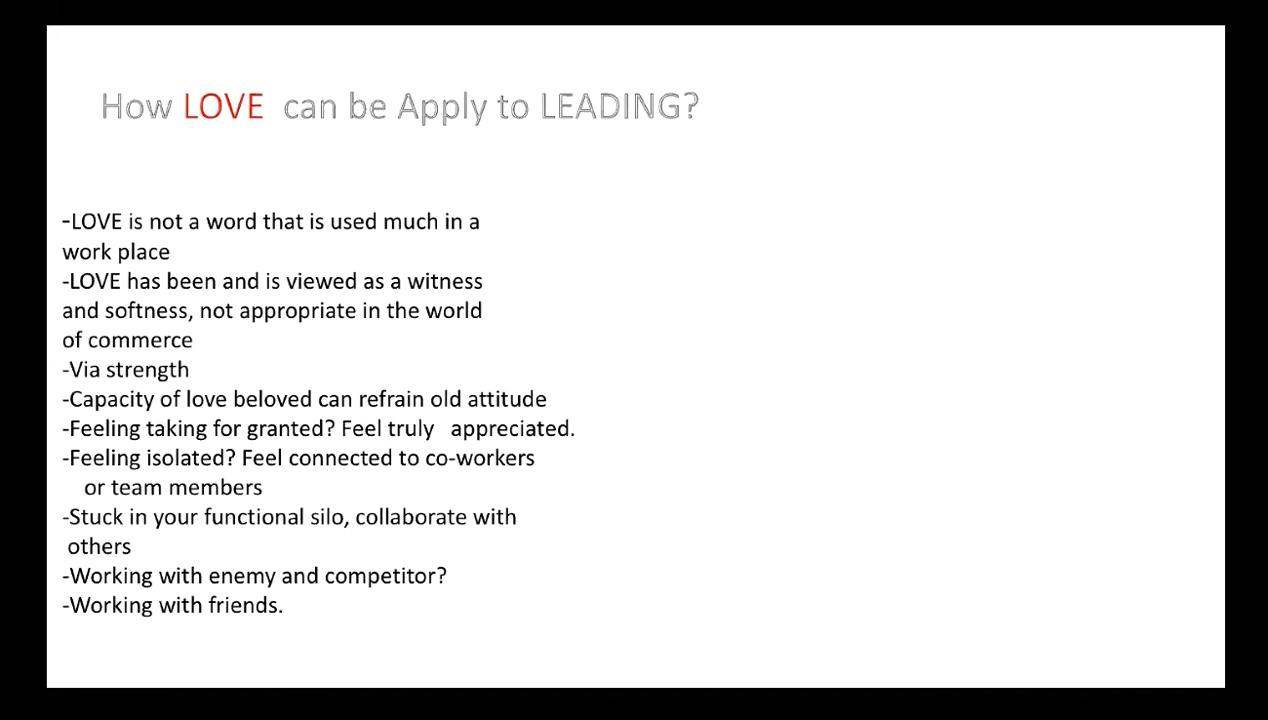 How LOVE can be Apply to LEADING?
-LOVE is not a word that is used much in a
work place
-LOVE has been and is viewed as a witness
and softness, not appropriate in the world
of commerce
-Via strength
-Capacity of love beloved can refrain old attitude
-Feeling taking for granted? Feel truly appreciated.
-Feeling isolated? Feel connected to co-workers
or team members
-Stuck in your functional silo, collaborate with
others
-Working with enemy and competitor?
-Working with friends.